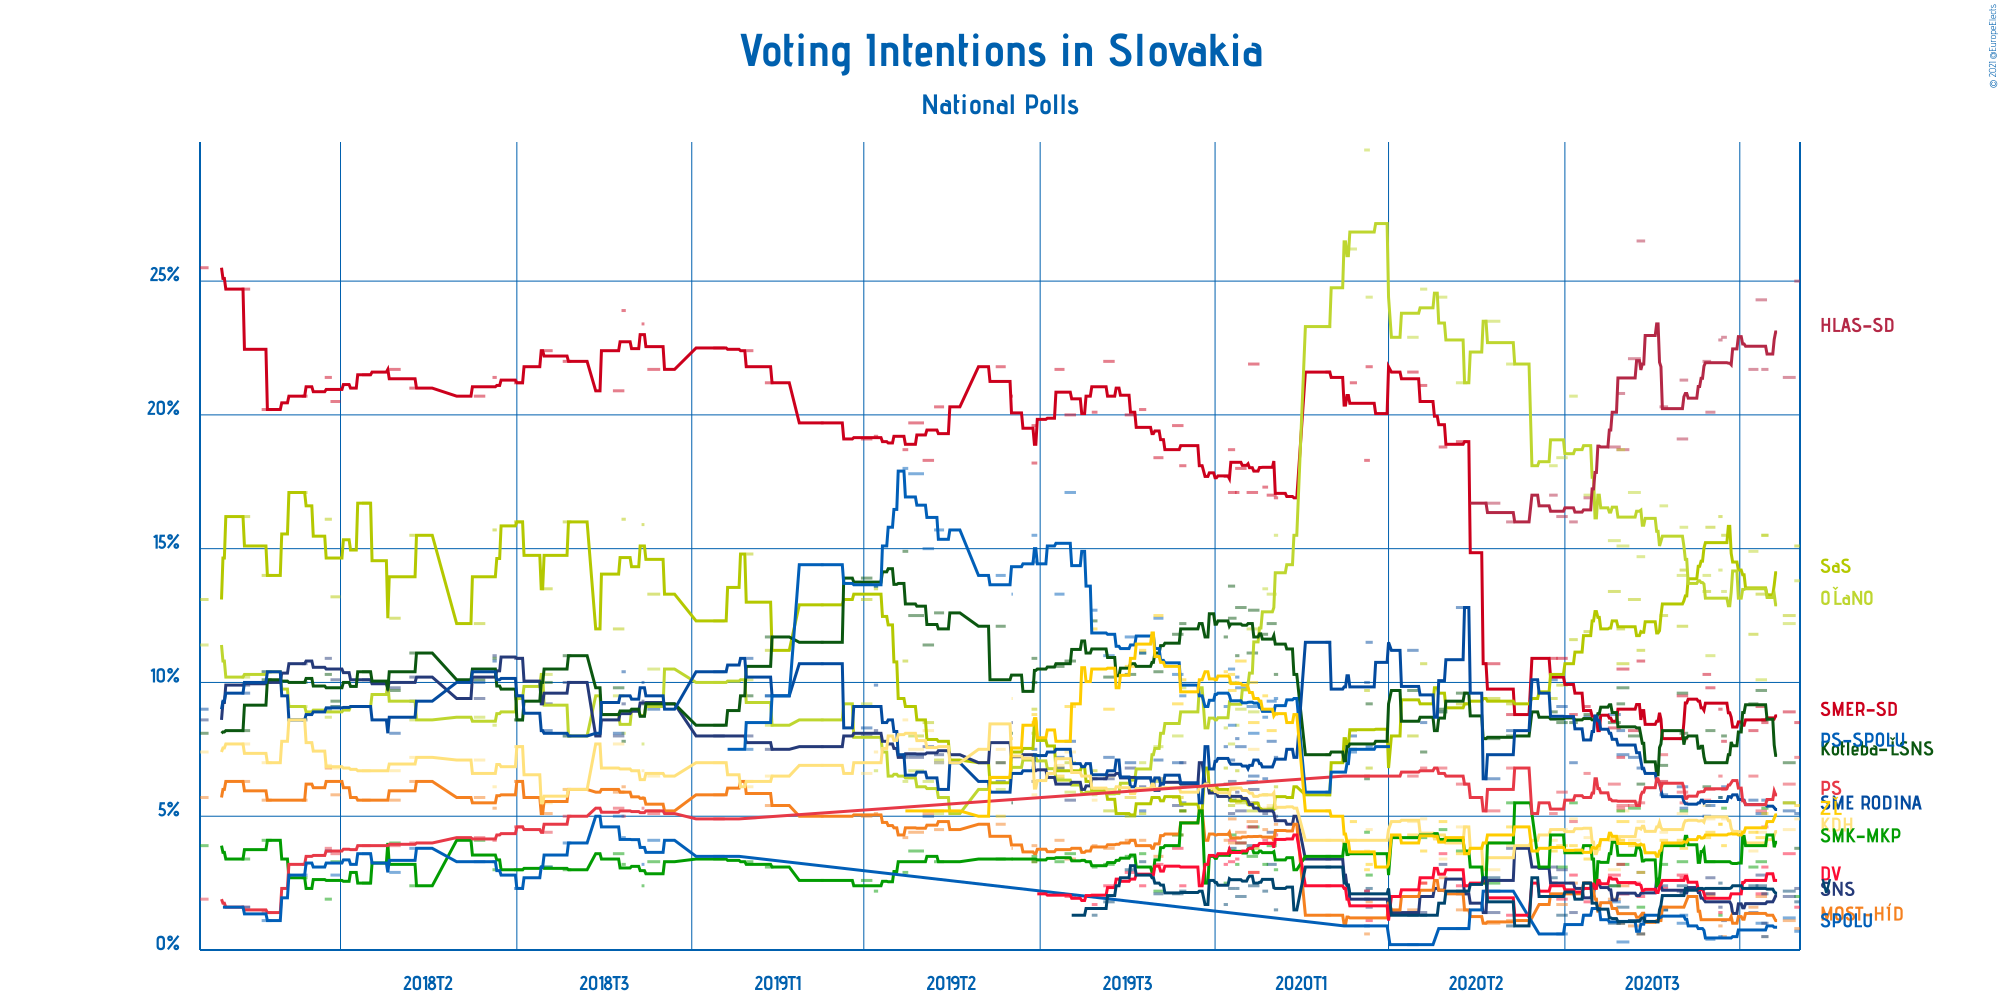 © 2021 @EuropeElects
Voting Intentions in Slovakia
National Polls
25%
20%
15%
10%
5%
0%
HLAS-SD
SaS
OĽaNO
SMER-SD
PS-SPOLU
Kotleba-ĽSNS
PS
SME RODINA
ZĽ
KDH
SMK-MKP
DV
V
SNS
MOST-HÍD
SPOLU
2018T2
2018T3
2019T1
2019T2
2019T3
2020T1
2020T2
2020T3